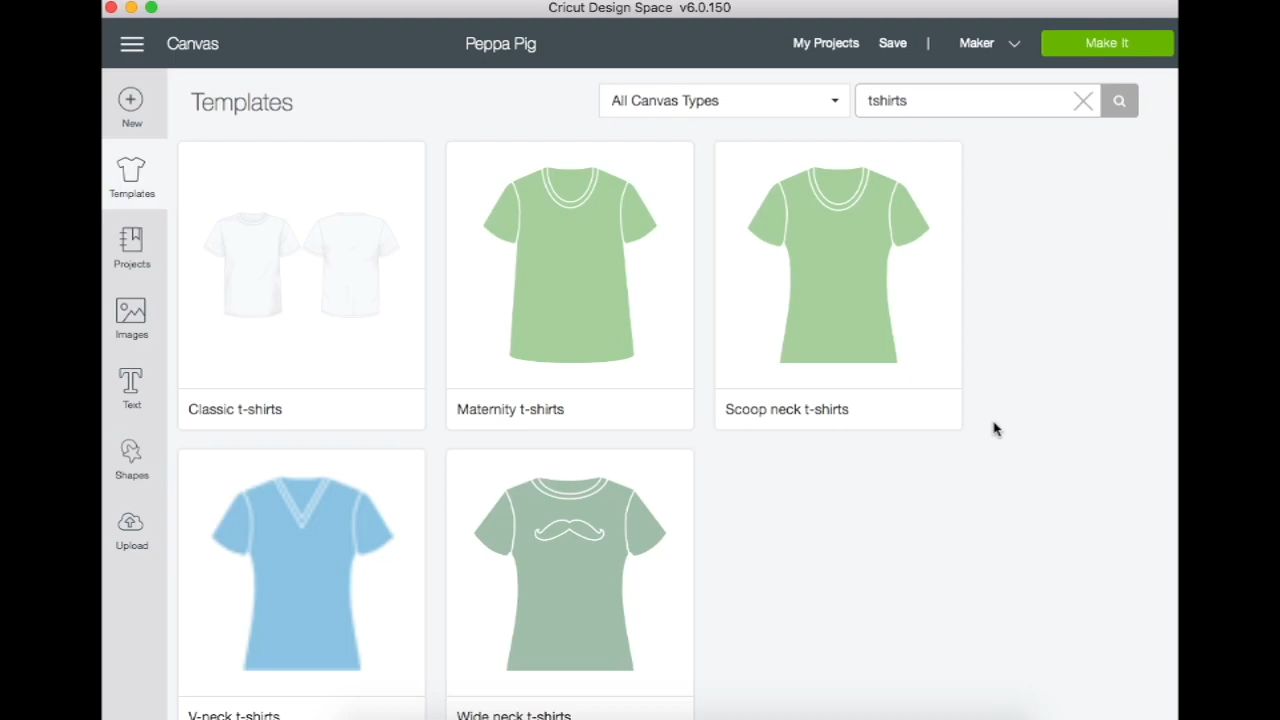 Cricut Design Space v6.0.150
Canvas
Peppa Pig
My Projects
Save
|
Maker
Make It
New
Templates
Projects
Images
Text
Shapes
Upload
Templates
All Canvas Types
tshirts
Classic t-shirts
Maternity t-shirts
Scoop neck t-shirts
V-neck t-shirts
Wide neck t-shirts